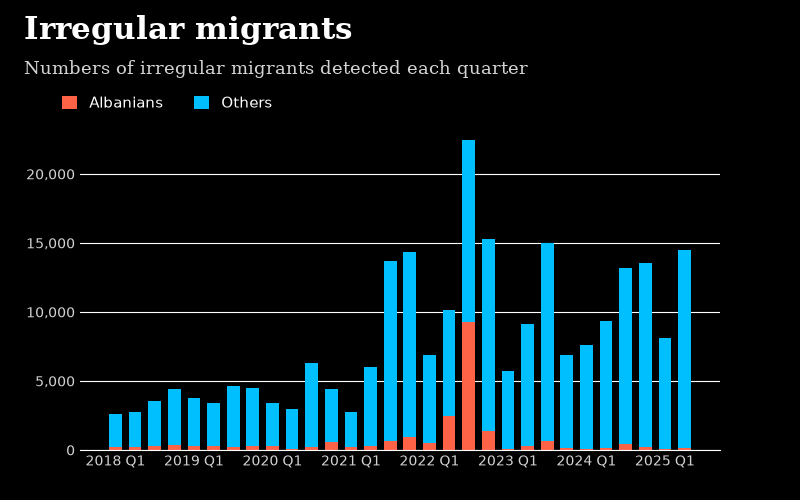 Irregular migrants
Numbers of irregular migrants detected each quarter
Albanians Others
20,000
15,000
10,000
5,000
0
2018 Q1 2019 Q1 2020 Q1 2021 Q1 2022 Q1 2023 Q1 2024 Q1 2025 Q1